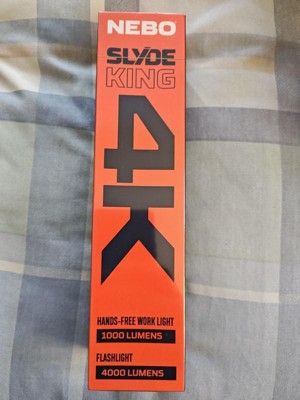 NEBO
SLYDE
KING
4K
HANDS-FREE WORK LIGHT
1000 LUMENS
FLASHLIGHT
4000 LUMENS